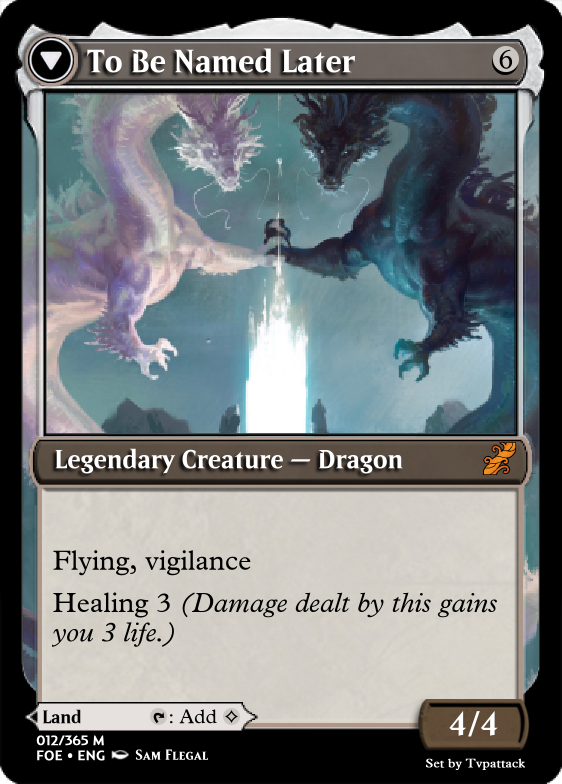 To Be Named Later 6
Legendary Creature — Dragon
Flying, vigilance
Healing 3 (Damage dealt by this gains
you 3 life.)
Land : Add
4/4
012/365 M
FOE • ENG Sam Flegal
Set by Tvpattack